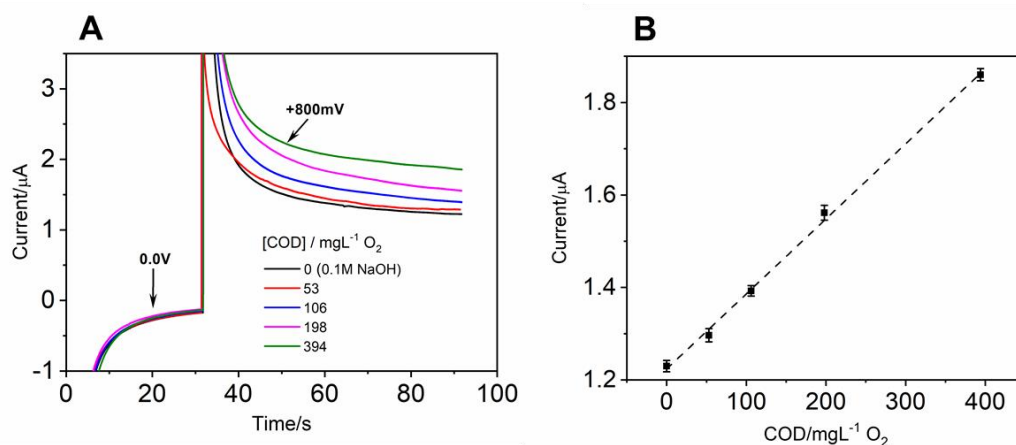 A
3
2
1
0
-1
Current/μA
+800mV
0.0V
[COD] / mgL⁻¹ O₂
0 (0.1M NaOH)
53
106
198
394
0 20 40 60 80 100
Time/s
B
1.8
1.6
1.4
1.2
Current/μA
0 100 200 300 400
COD/mgL⁻¹ O₂